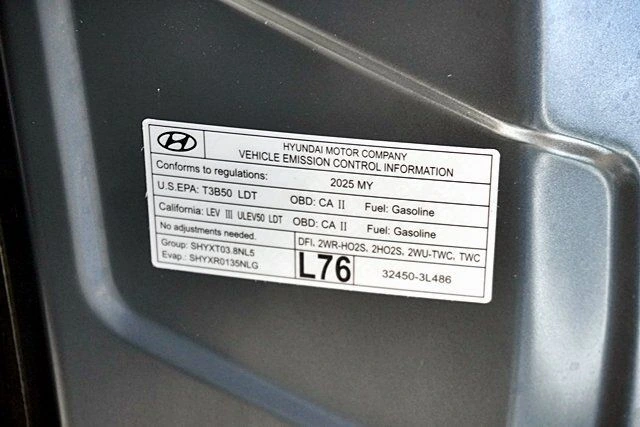 HYUNDAI MOTOR COMPANY
VEHICLE EMISSION CONTROL INFORMATION
Conforms to regulations: 2025 MY
U.S.EPA: T3B50 LDT OBD: CA II Fuel: Gasoline
California: LEV III ULEV50 LDT OBD: CA II Fuel: Gasoline
No adjustments needed. DFI, 2WR-HO2S, 2HO2S, 2WU-TWC, TWC
Group: SHYXT03.8NL5
Evap.: SHYXR0135NLG
L76 32450-3L486